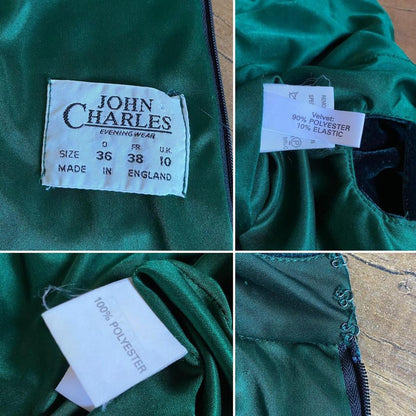 JOHN
CHARLES
EVENING WEAR
D FR U.K
SIZE 36 38 10
MADE IN ENGLAND
Velvet:
90% POLYESTER
10% ELASTIC
100% POLYESTER